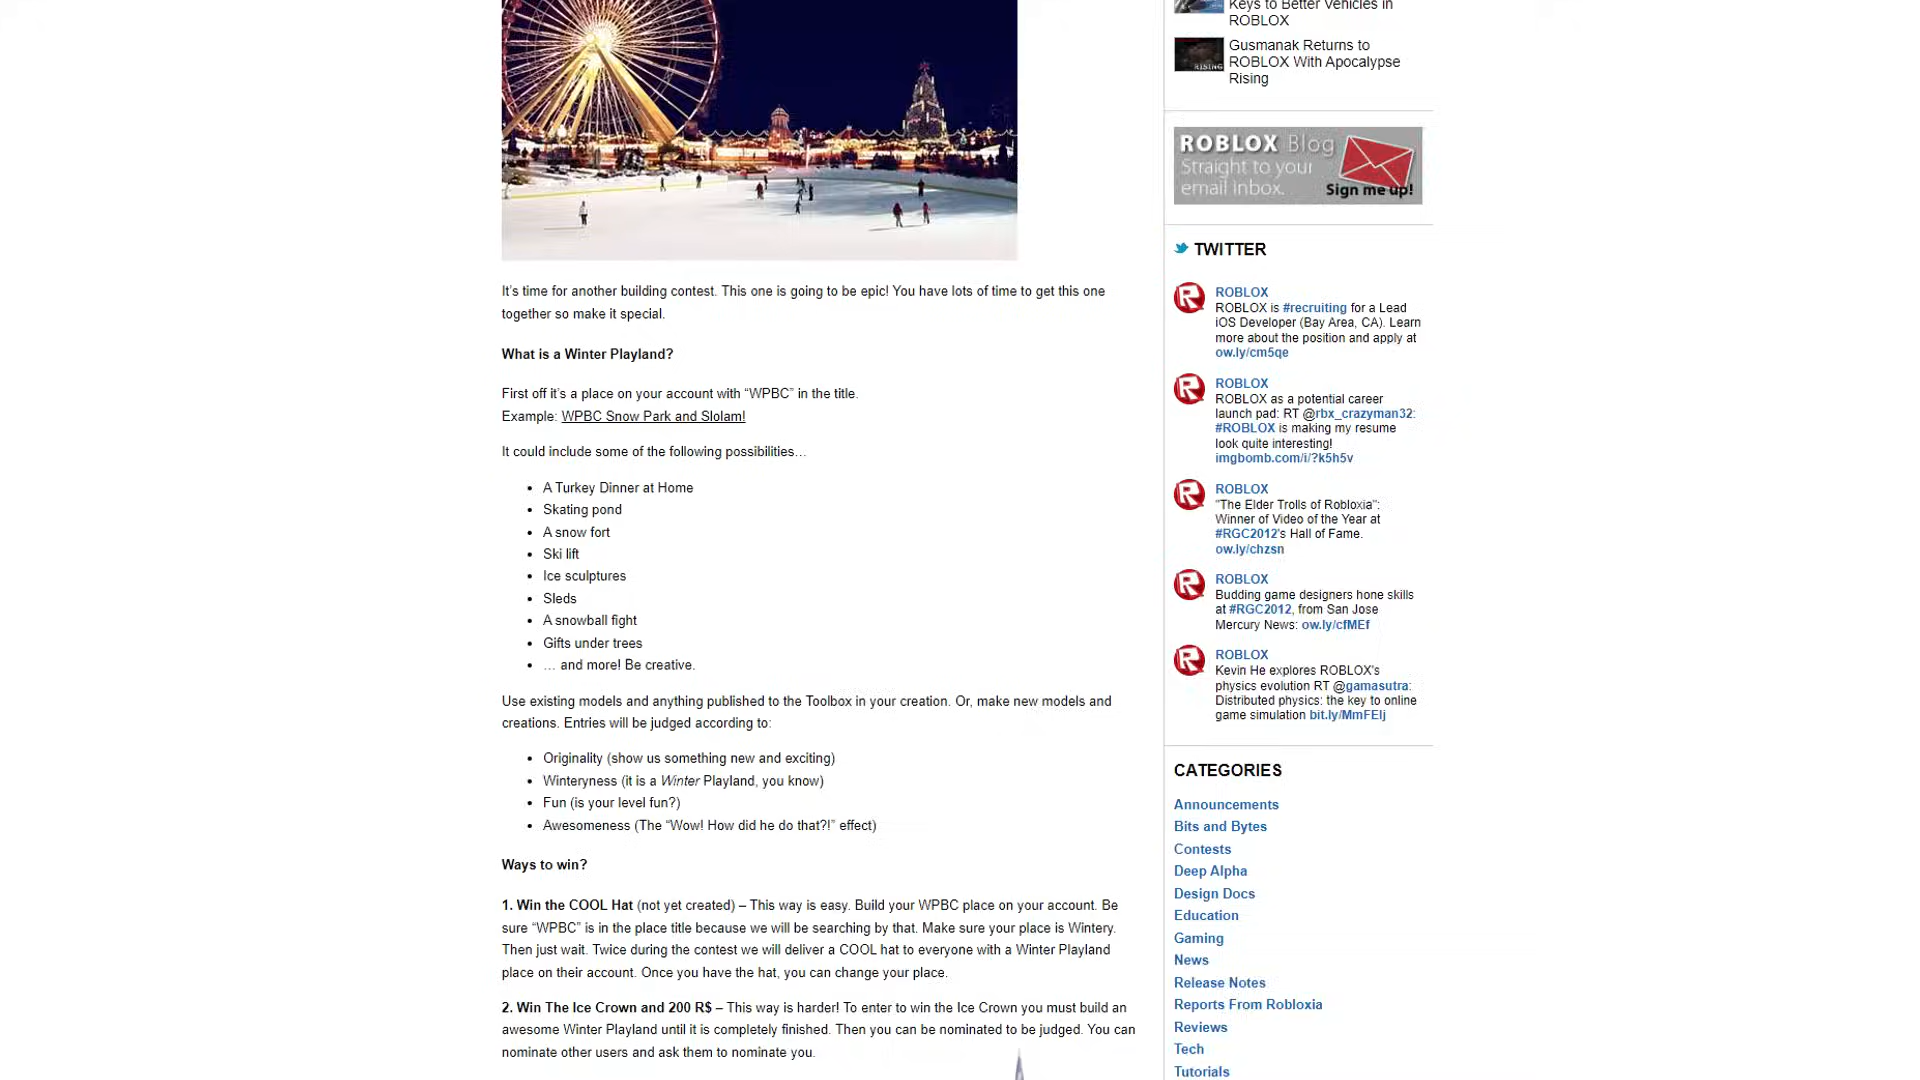 It's time for another building contest. This one is going to be epic! You have lots of time to get this one
together so make it special.
What is a Winter Playland?
First off it's a place on your account with “WPBC” in the title.
Example: WPBC Snow Park and Slolam!
It could include some of the following possibilities…
• A Turkey Dinner at Home
• Skating pond
• A snow fort
• Ski lift
• Ice sculptures
• Sleds
• A snowball fight
• Gifts under trees
• … and more! Be creative.
Use existing models and anything published to the Toolbox in your creation. Or, make new models and
creations. Entries will be judged according to:
• Originality (show us something new and exciting)
• Winteryness (it is a Winter Playland, you know)
• Fun (is your level fun?)
• Awesomeness (The “Wow! How did he do that?!” effect)
Ways to win?
1. Win the COOL Hat (not yet created) – This way is easy. Build your WPBC place on your account. Be
sure “WPBC” is in the place title because we will be searching by that. Make sure your place is Wintery.
Then just wait. Twice during the contest we will deliver a COOL hat to everyone with a Winter Playland
place on their account. Once you have the hat, you can change your place.
2. Win The Ice Crown and 200 R$ – This way is harder! To enter to win the Ice Crown you must build an
awesome Winter Playland until it is completely finished. Then you can be nominated to be judged. You can
nominate other users and ask them to nominate you.
Keys to Better Vehicles in
ROBLOX
RISING
Gusmanak Returns to
ROBLOX With Apocalypse
Rising
ROBLOX Blog
Straight to your
email inbox.
Sign me up!
TWITTER
ROBLOX
ROBLOX is #recruiting for a Lead
iOS Developer (Bay Area, CA). Learn
more about the position and apply at
ow.ly/cm5qe
ROBLOX
ROBLOX as a potential career
launch pad: RT @rbx_crazyman32:
#ROBLOX is making my resume
look quite interesting!
imgbomb.com/i/?k5h5v
ROBLOX
"The Elder Trolls of Robloxia":
Winner of Video of the Year at
#RGC2012's Hall of Fame.
ow.ly/chzsn
ROBLOX
Budding game designers hone skills
at #RGC2012, from San Jose
Mercury News: ow.ly/cfMEf
ROBLOX
Kevin He explores ROBLOX's
physics evolution RT @gamasutra:
Distributed physics: the key to online
game simulation bit.ly/MmFEIj
CATEGORIES
Announcements
Bits and Bytes
Contests
Deep Alpha
Design Docs
Education
Gaming
News
Release Notes
Reports From Robloxia
Reviews
Tech
Tutorials